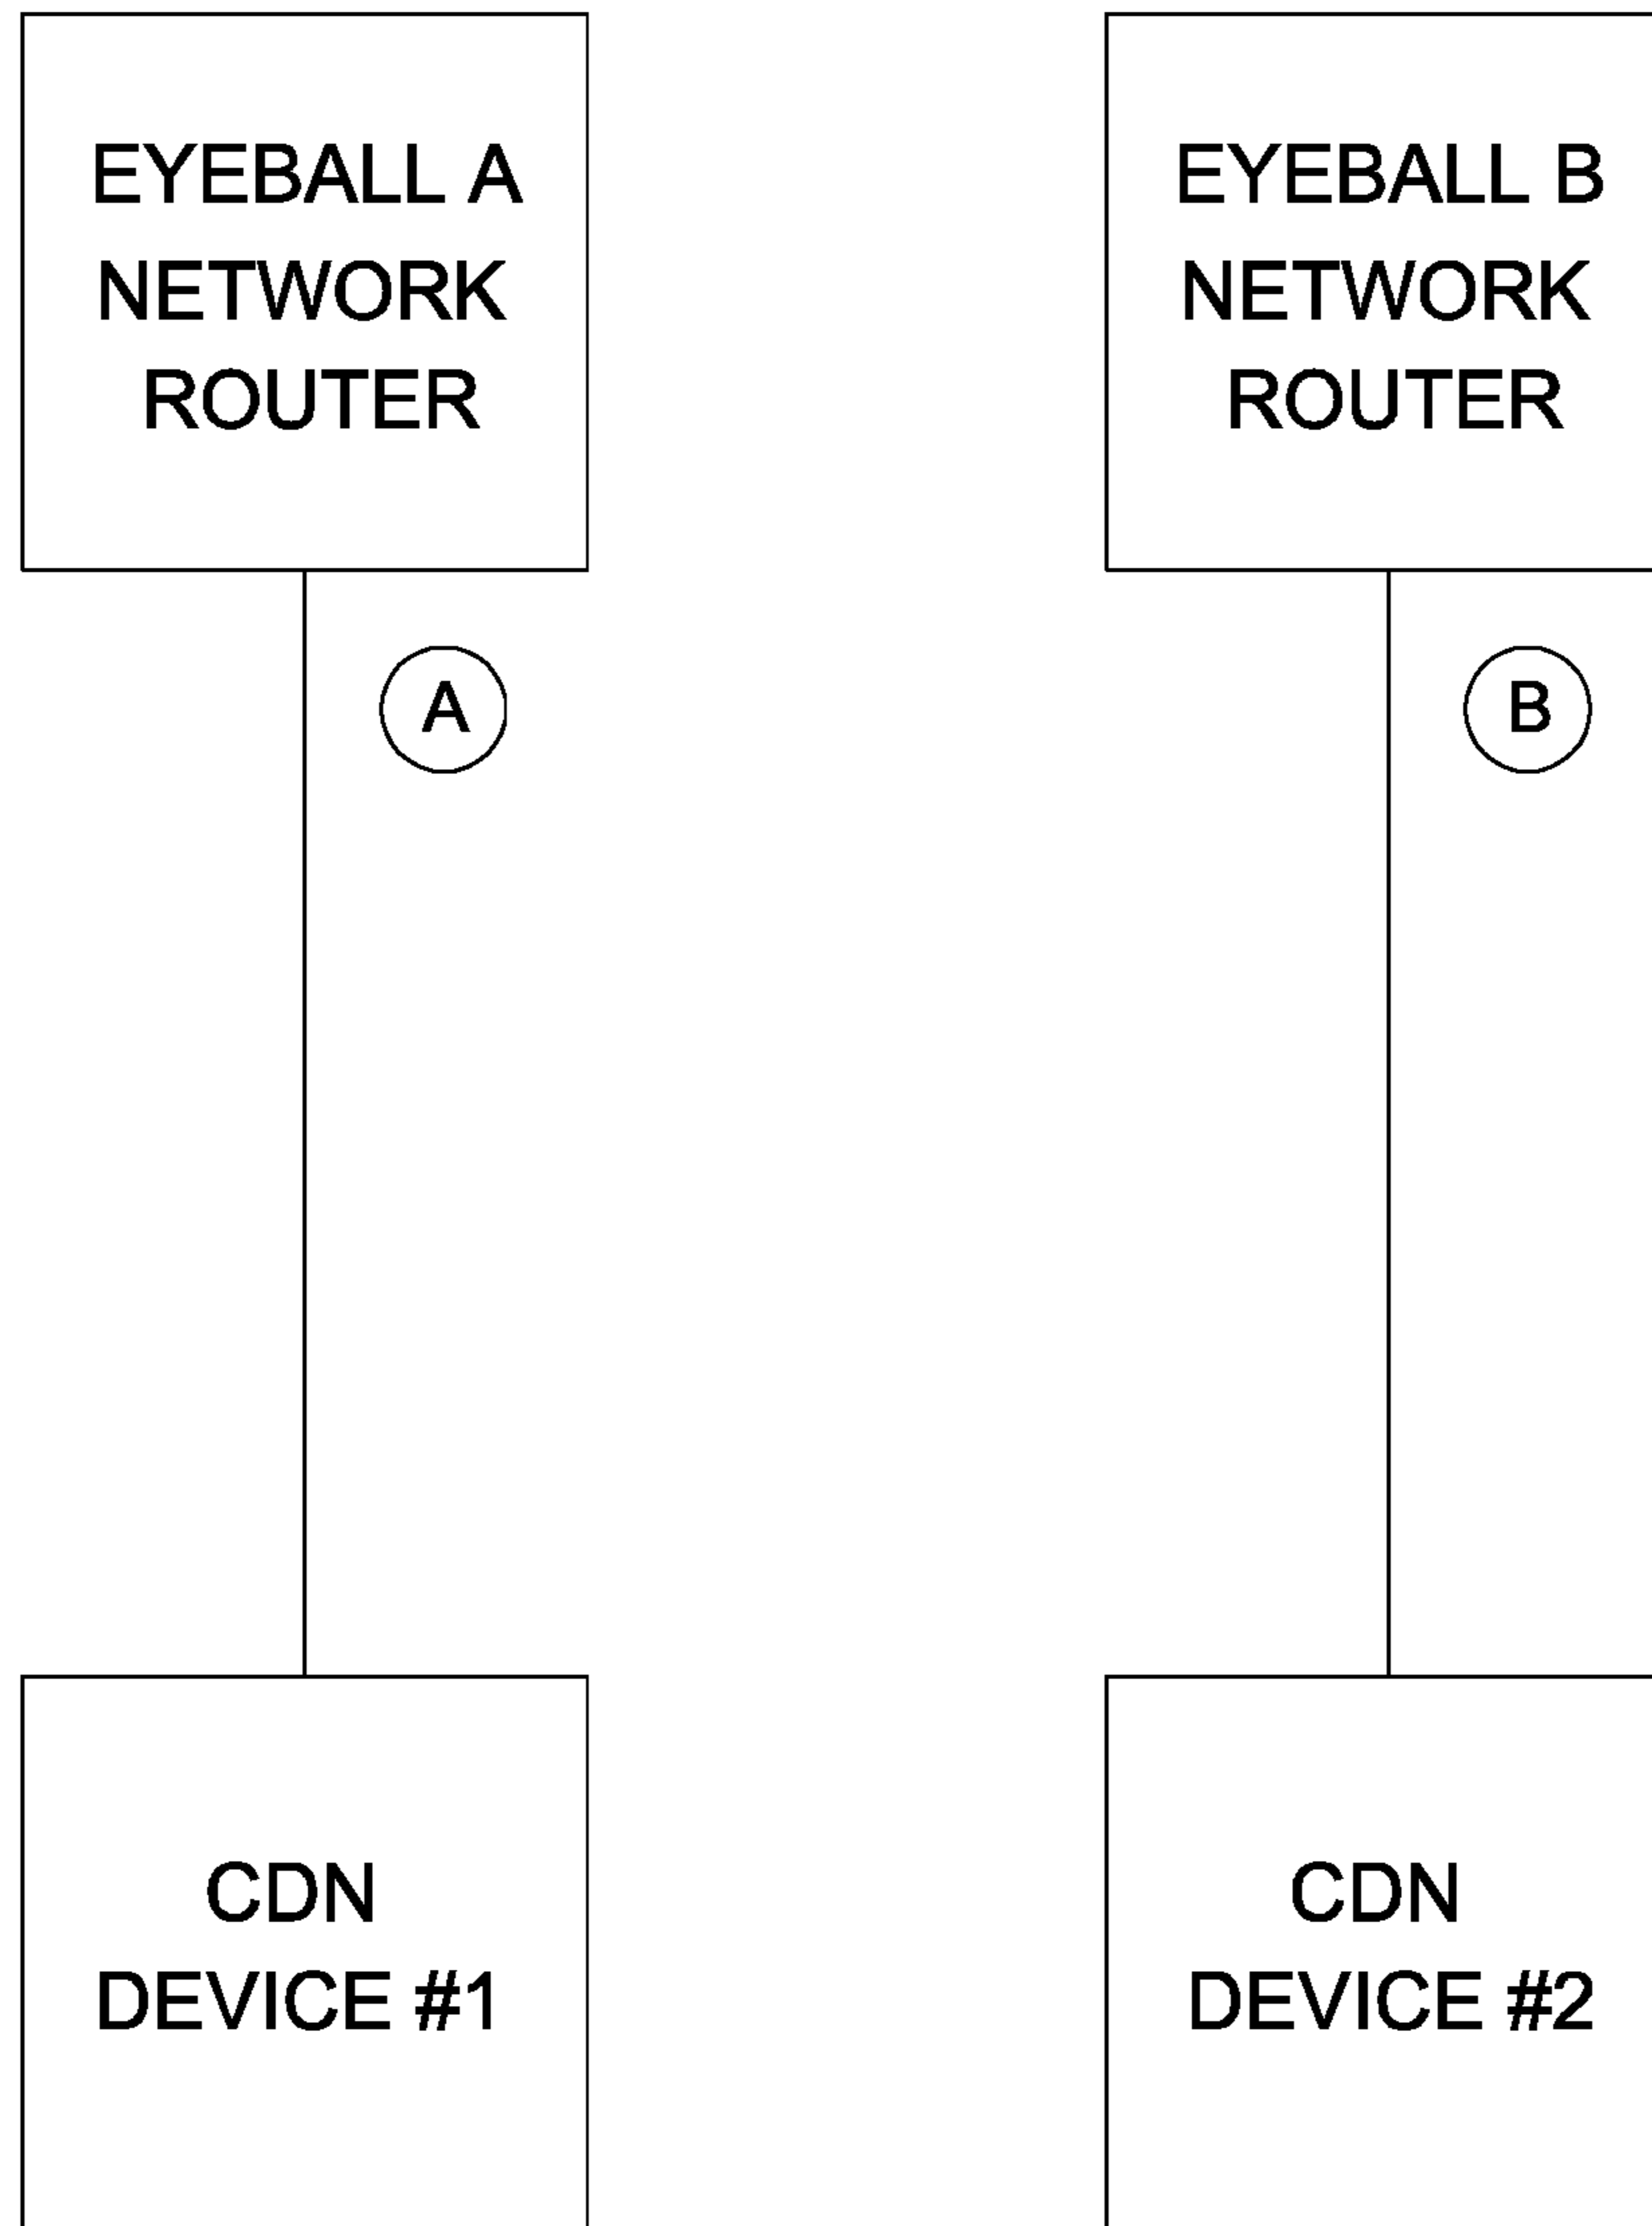 EYEBALL A
NETWORK
ROUTER
EYEBALL B
NETWORK
ROUTER
A
B
CDN
DEVICE #1
CDN
DEVICE #2